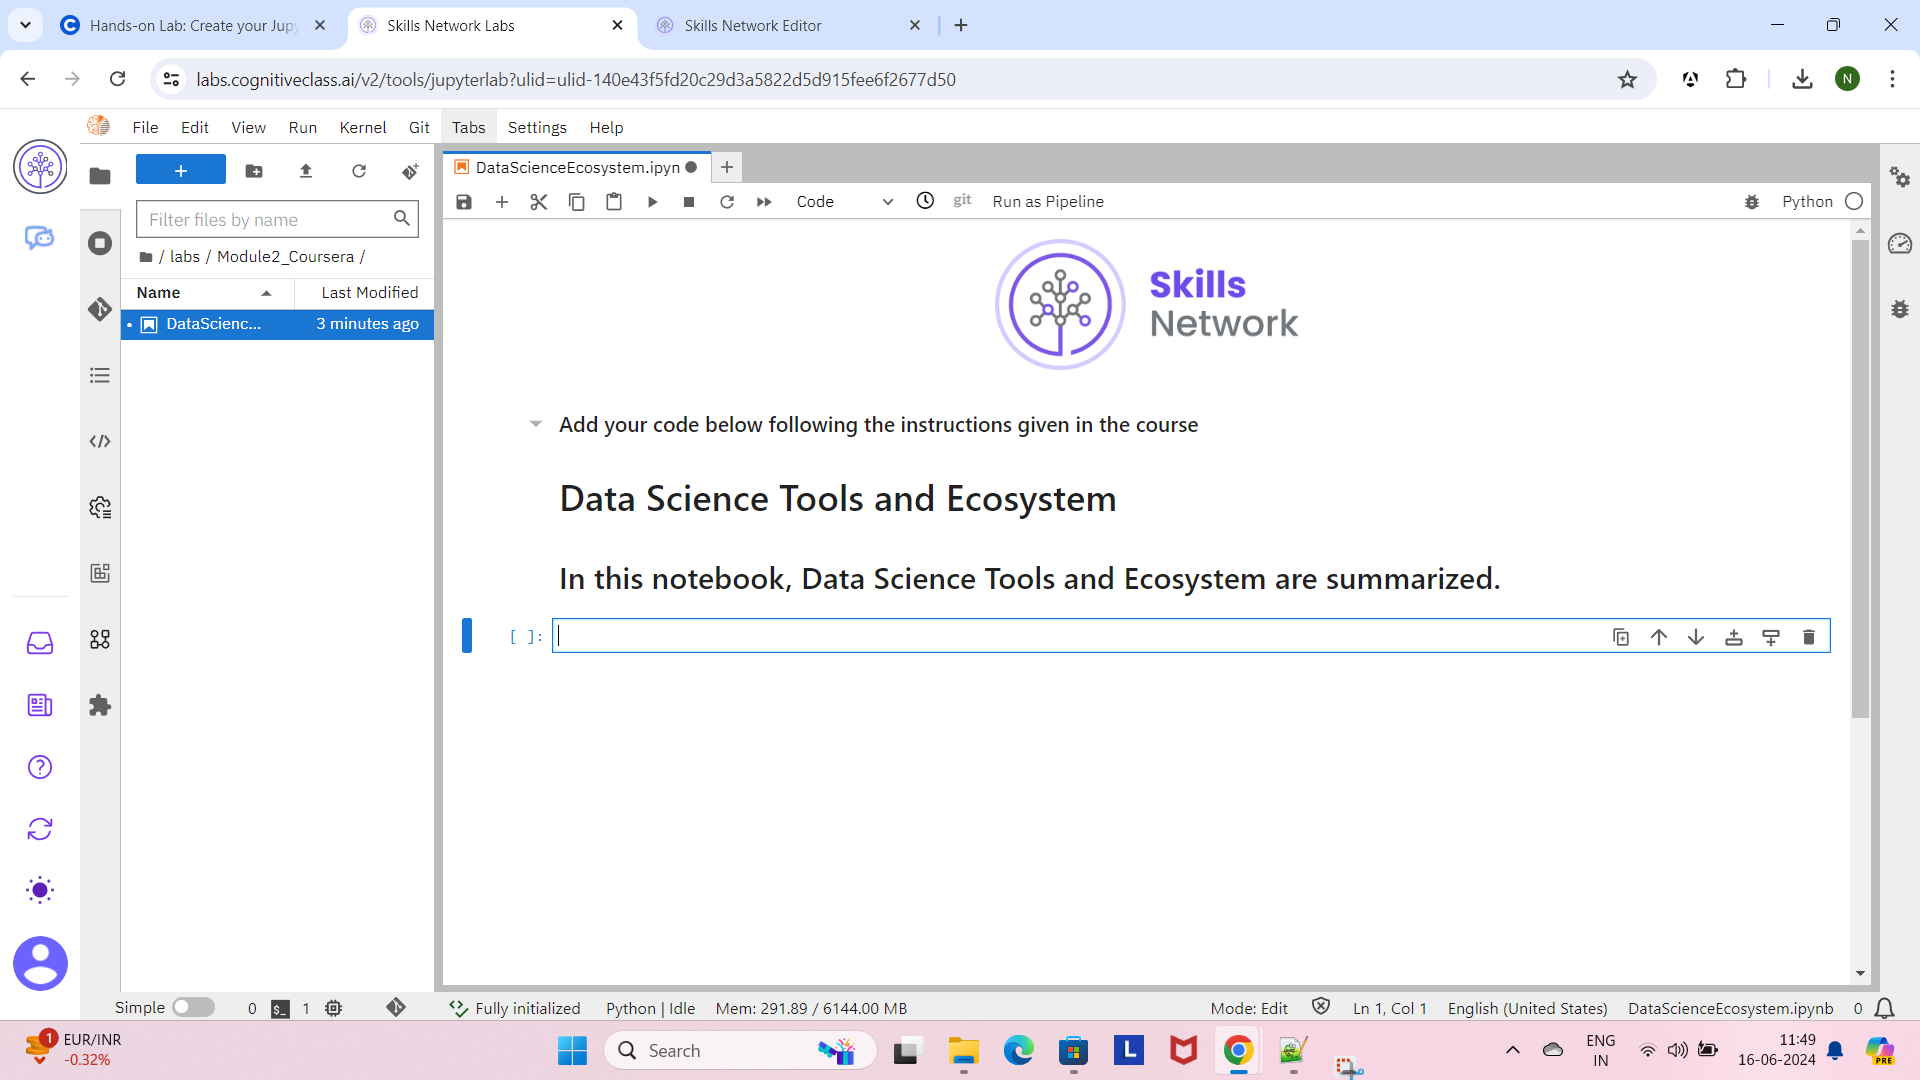 Hands-on Lab: Create your Jupy
Skills Network Labs
Skills Network Editor
labs.cognitiveclass.ai/v2/tools/jupyterlab?ulid=ulid-140e43f5fd20c29d3a5822d5d915fee6f2677d50
N
File Edit View Run Kernel Git Tabs Settings Help
DataScienceEcosystem.ipyn
Code
git
Run as Pipeline
Python
Filter files by name
/ labs / Module2_Coursera /
Name Last Modified
DataScienc... 3 minutes ago
Skills
Network
Add your code below following the instructions given in the course
Data Science Tools and Ecosystem
In this notebook, Data Science Tools and Ecosystem are summarized.
[ ]:
Simple 0 $_ 1 Fully initialized Python | Idle Mem: 291.89 / 6144.00 MB Mode: Edit Ln 1, Col 1 English (United States) DataScienceEcosystem.ipynb 0
1
EUR/INR
-0.32%
Search
L
PRE
ENG
IN
11:49
16-06-2024